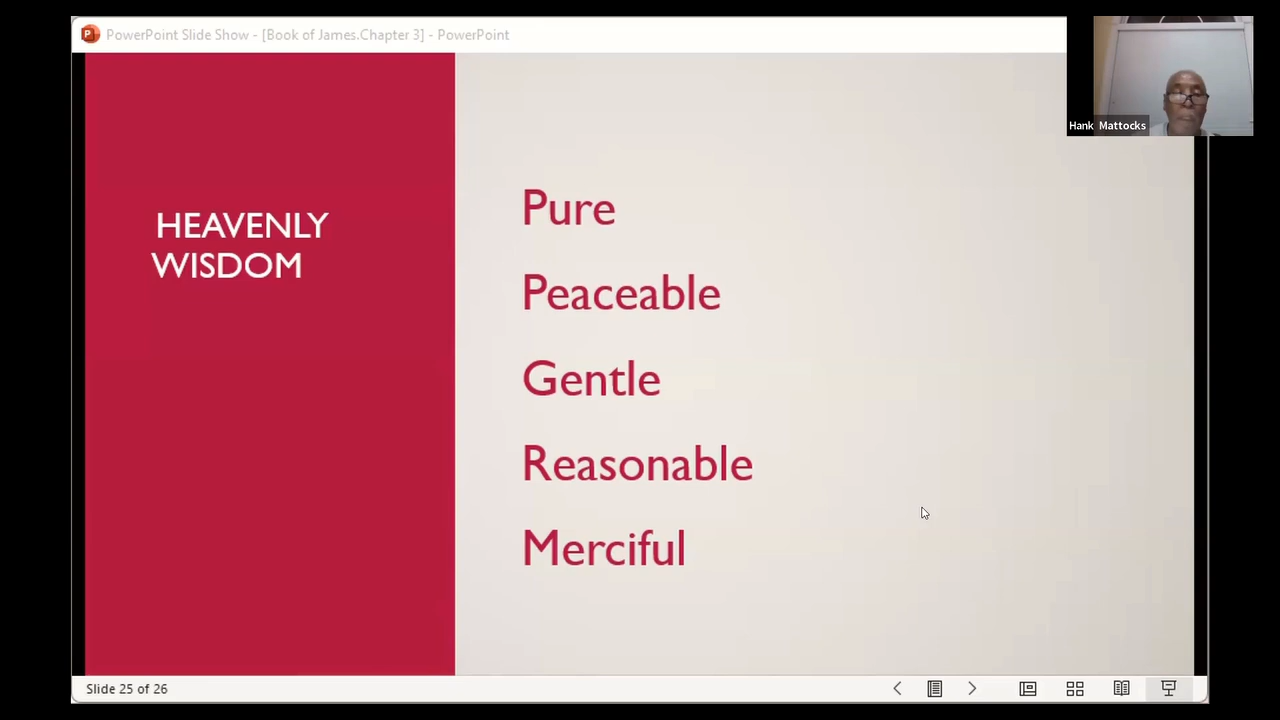 PowerPoint Slide Show - [Book of James.Chapter 3] - PowerPoint
Hank Mattocks
HEAVENLY
WISDOM
Pure
Peaceable
Gentle
Reasonable
Merciful
Slide 25 of 26